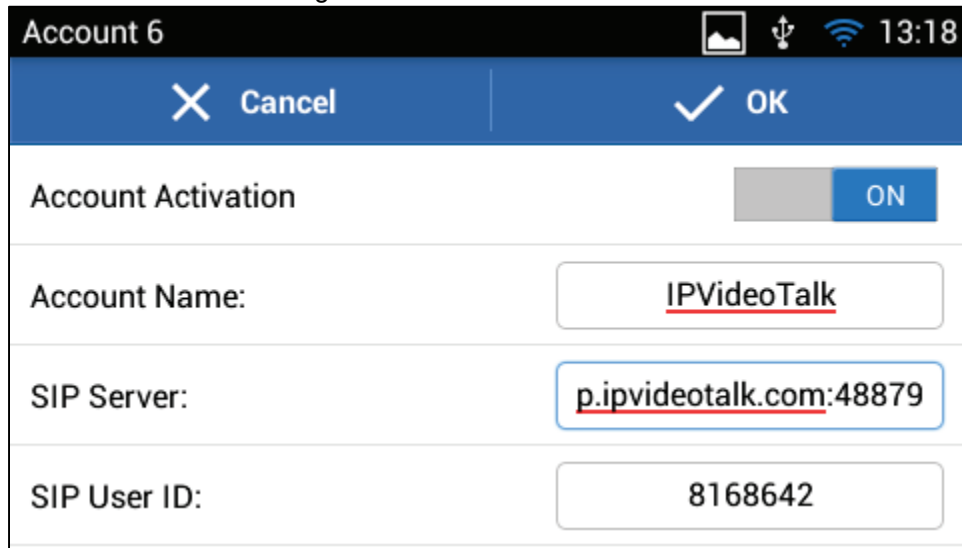 Account 6 13:18
Cancel OK
Account Activation ON
Account Name: IPVideoTalk
SIP Server: p.ipvideotalk.com:48879
SIP User ID: 8168642